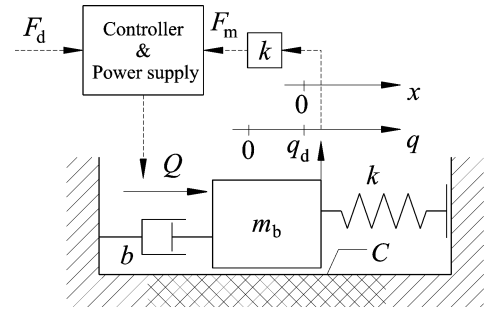 F_d
Controller
&
Power supply
F_m
k
0
x
0
q_d
q
Q
k
m_b
b
C